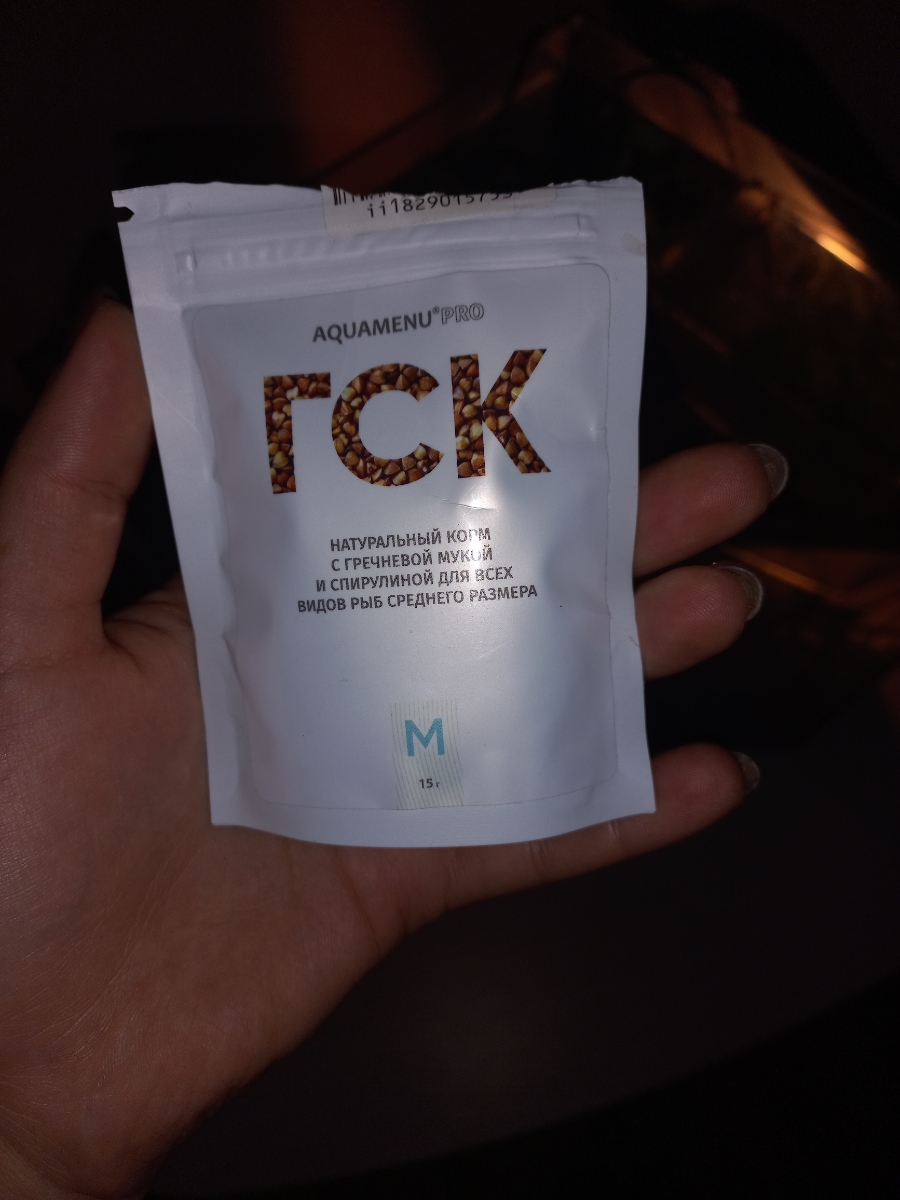 AQUAMENU® PRO
ГСК
НАТУРАЛЬНЫЙ КОРМ
С ГРЕЧНЕВОЙ МУКОЙ
И СПИРУЛИНОЙ ДЛЯ ВСЕХ
ВИДОВ РЫБ СРЕДНЕГО РАЗМЕРА
M
15 г